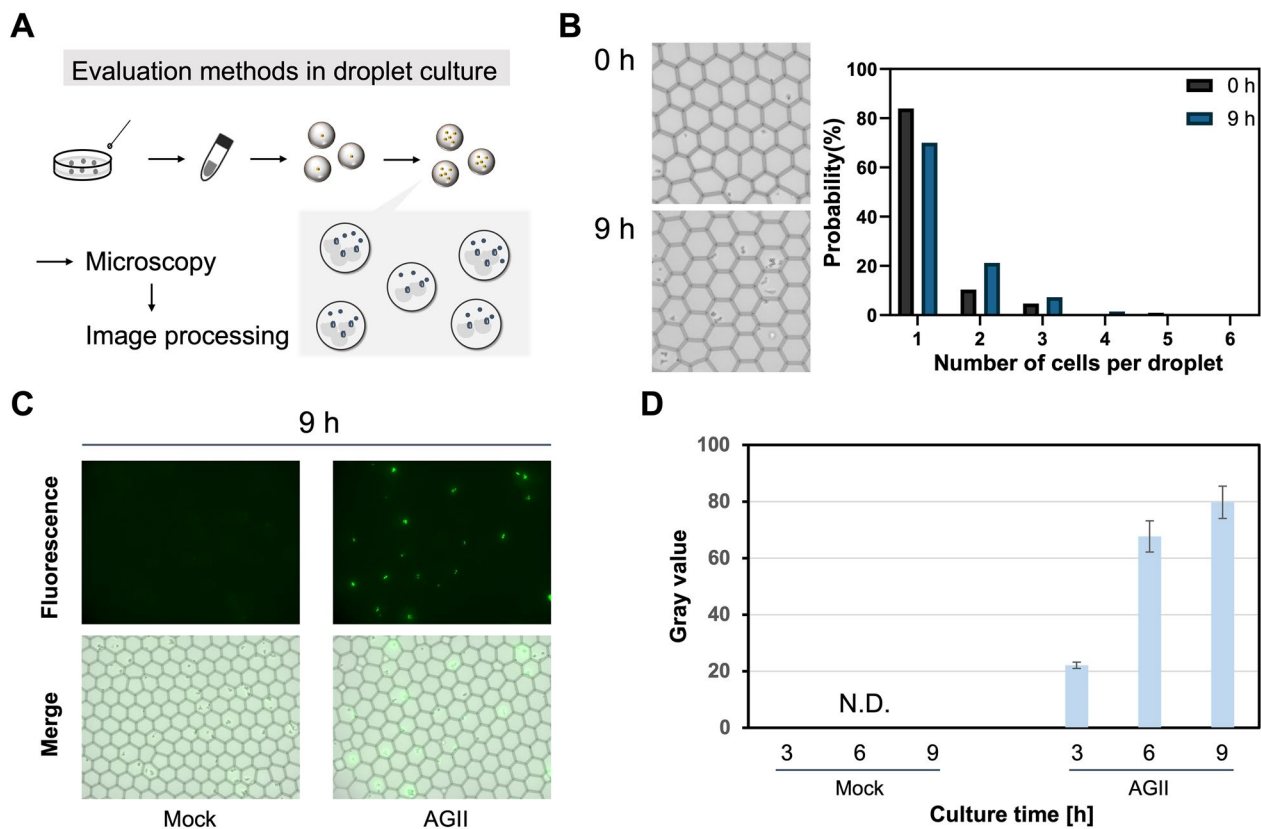 A
Evaluation methods in droplet culture
Microscopy
Image processing
B
0 h
9 h
Probability(%)
100
80
60
40
20
0
0 h
9 h
1 2 3 4 5 6
Number of cells per droplet
C
9 h
Fluorescence
Merge
Mock AGII
D
Gray value
100
80
60
40
20
0
N.D.
3 6 9 3 6 9
Mock AGII
Culture time [h]